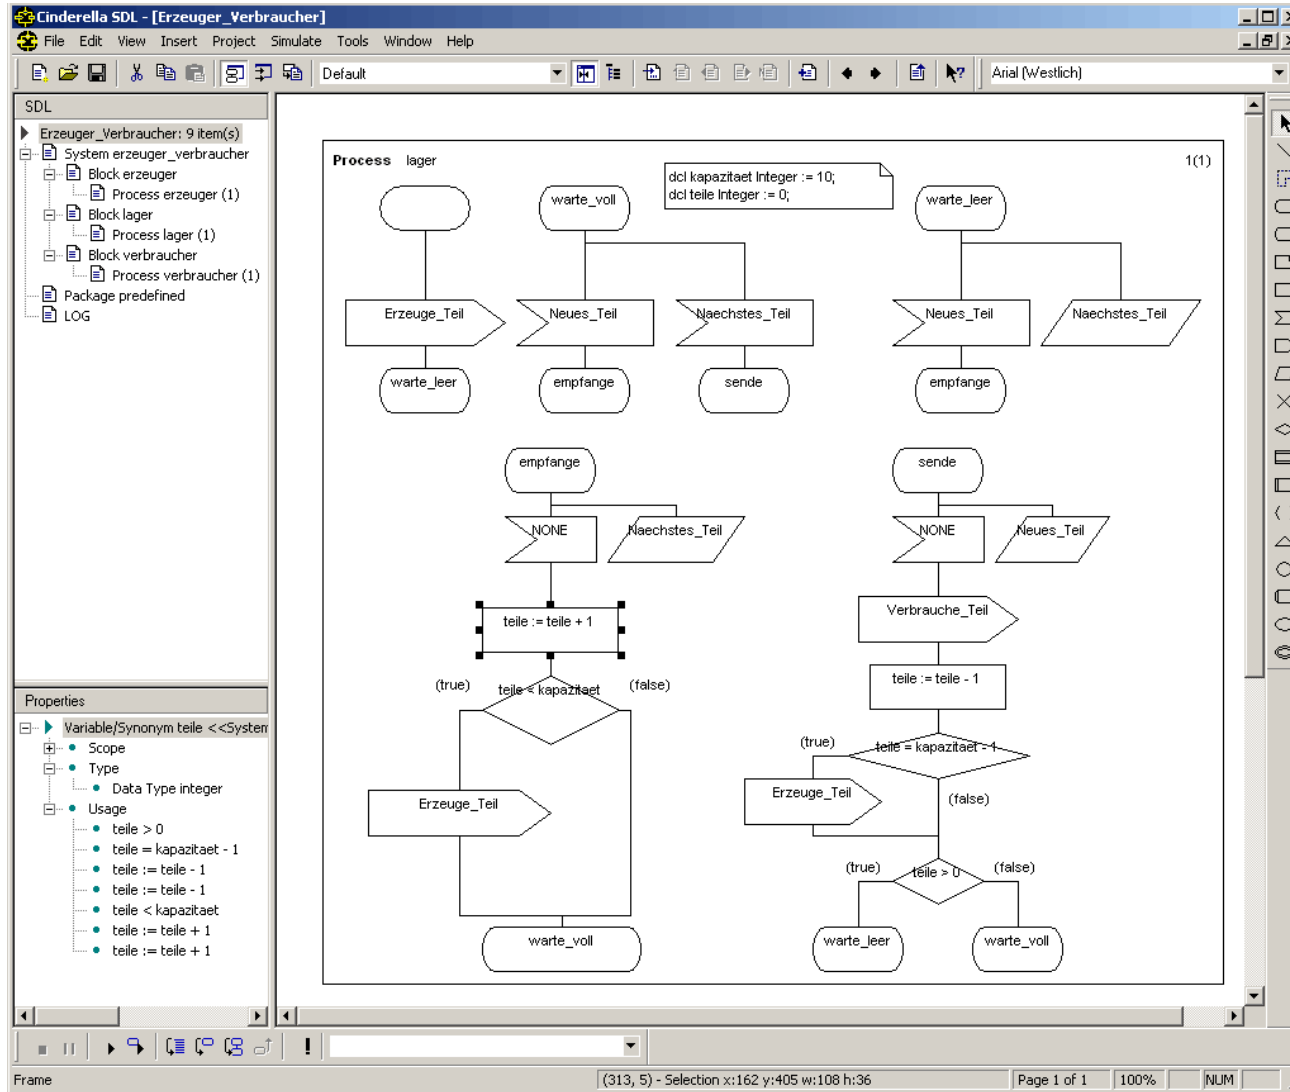 Cinderella SDL - [Erzeuger_Verbraucher]
File Edit View Insert Project Simulate Tools Window Help
Default
Arial (Westlich)
SDL
Erzeuger_Verbraucher: 9 item(s)
System erzeuger_verbraucher
Block erzeuger
Process erzeuger (1)
Block lager
Process lager (1)
Block verbraucher
Process verbraucher (1)
Package predefined
LOG
Properties
Variable/Synonym teile <<System
Scope
Type
Data Type integer
Usage
teile > 0
teile = kapazitaet - 1
teile := teile - 1
teile := teile - 1
teile < kapazitaet
teile := teile + 1
teile := teile + 1
Process lager
1(1)
dcl kapazitaet Integer := 10;
dcl teile Integer := 0;
warte_voll
warte_leer
Erzeuge_Teil
Neues_Teil
Naechstes_Teil
Neues_Teil
Naechstes_Teil
warte_leer
empfange
sende
empfange
empfange
sende
NONE
Naechstes_Teil
NONE
Neues_Teil
teile := teile + 1
Verbrauche_Teil
teile := teile - 1
(true)
teile < kapazitaet
(false)
(true)
teile = kapazitaet - 1
(false)
Erzeuge_Teil
Erzeuge_Teil
(true)
teile > 0
(false)
warte_voll
warte_leer
warte_voll
Frame
(313, 5) - Selection x:162 y:405 w:108 h:36
Page 1 of 1
100%
NUM